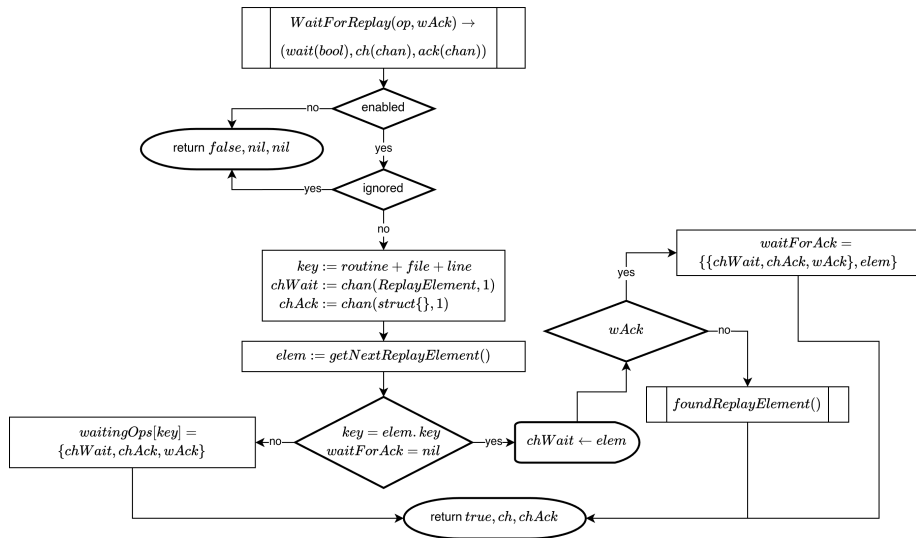 WaitForReplay(op, wAck) →
(wait(bool), ch(chan), ack(chan))
no
enabled
return false, nil, nil
yes
yes
ignored
no
key := routine + file + line
chWait := chan(ReplayElement, 1)
chAck := chan(struct{}, 1)
waitForAck =
{{chWait, chAck, wAck}, elem}
yes
wAck
no
elem := getNextReplayElement()
foundReplayElement()
waitingOps[key] =
{chWait, chAck, wAck}
no
key = elem.key
waitForAck = nil
yes
chWait ← elem
return true, ch, chAck